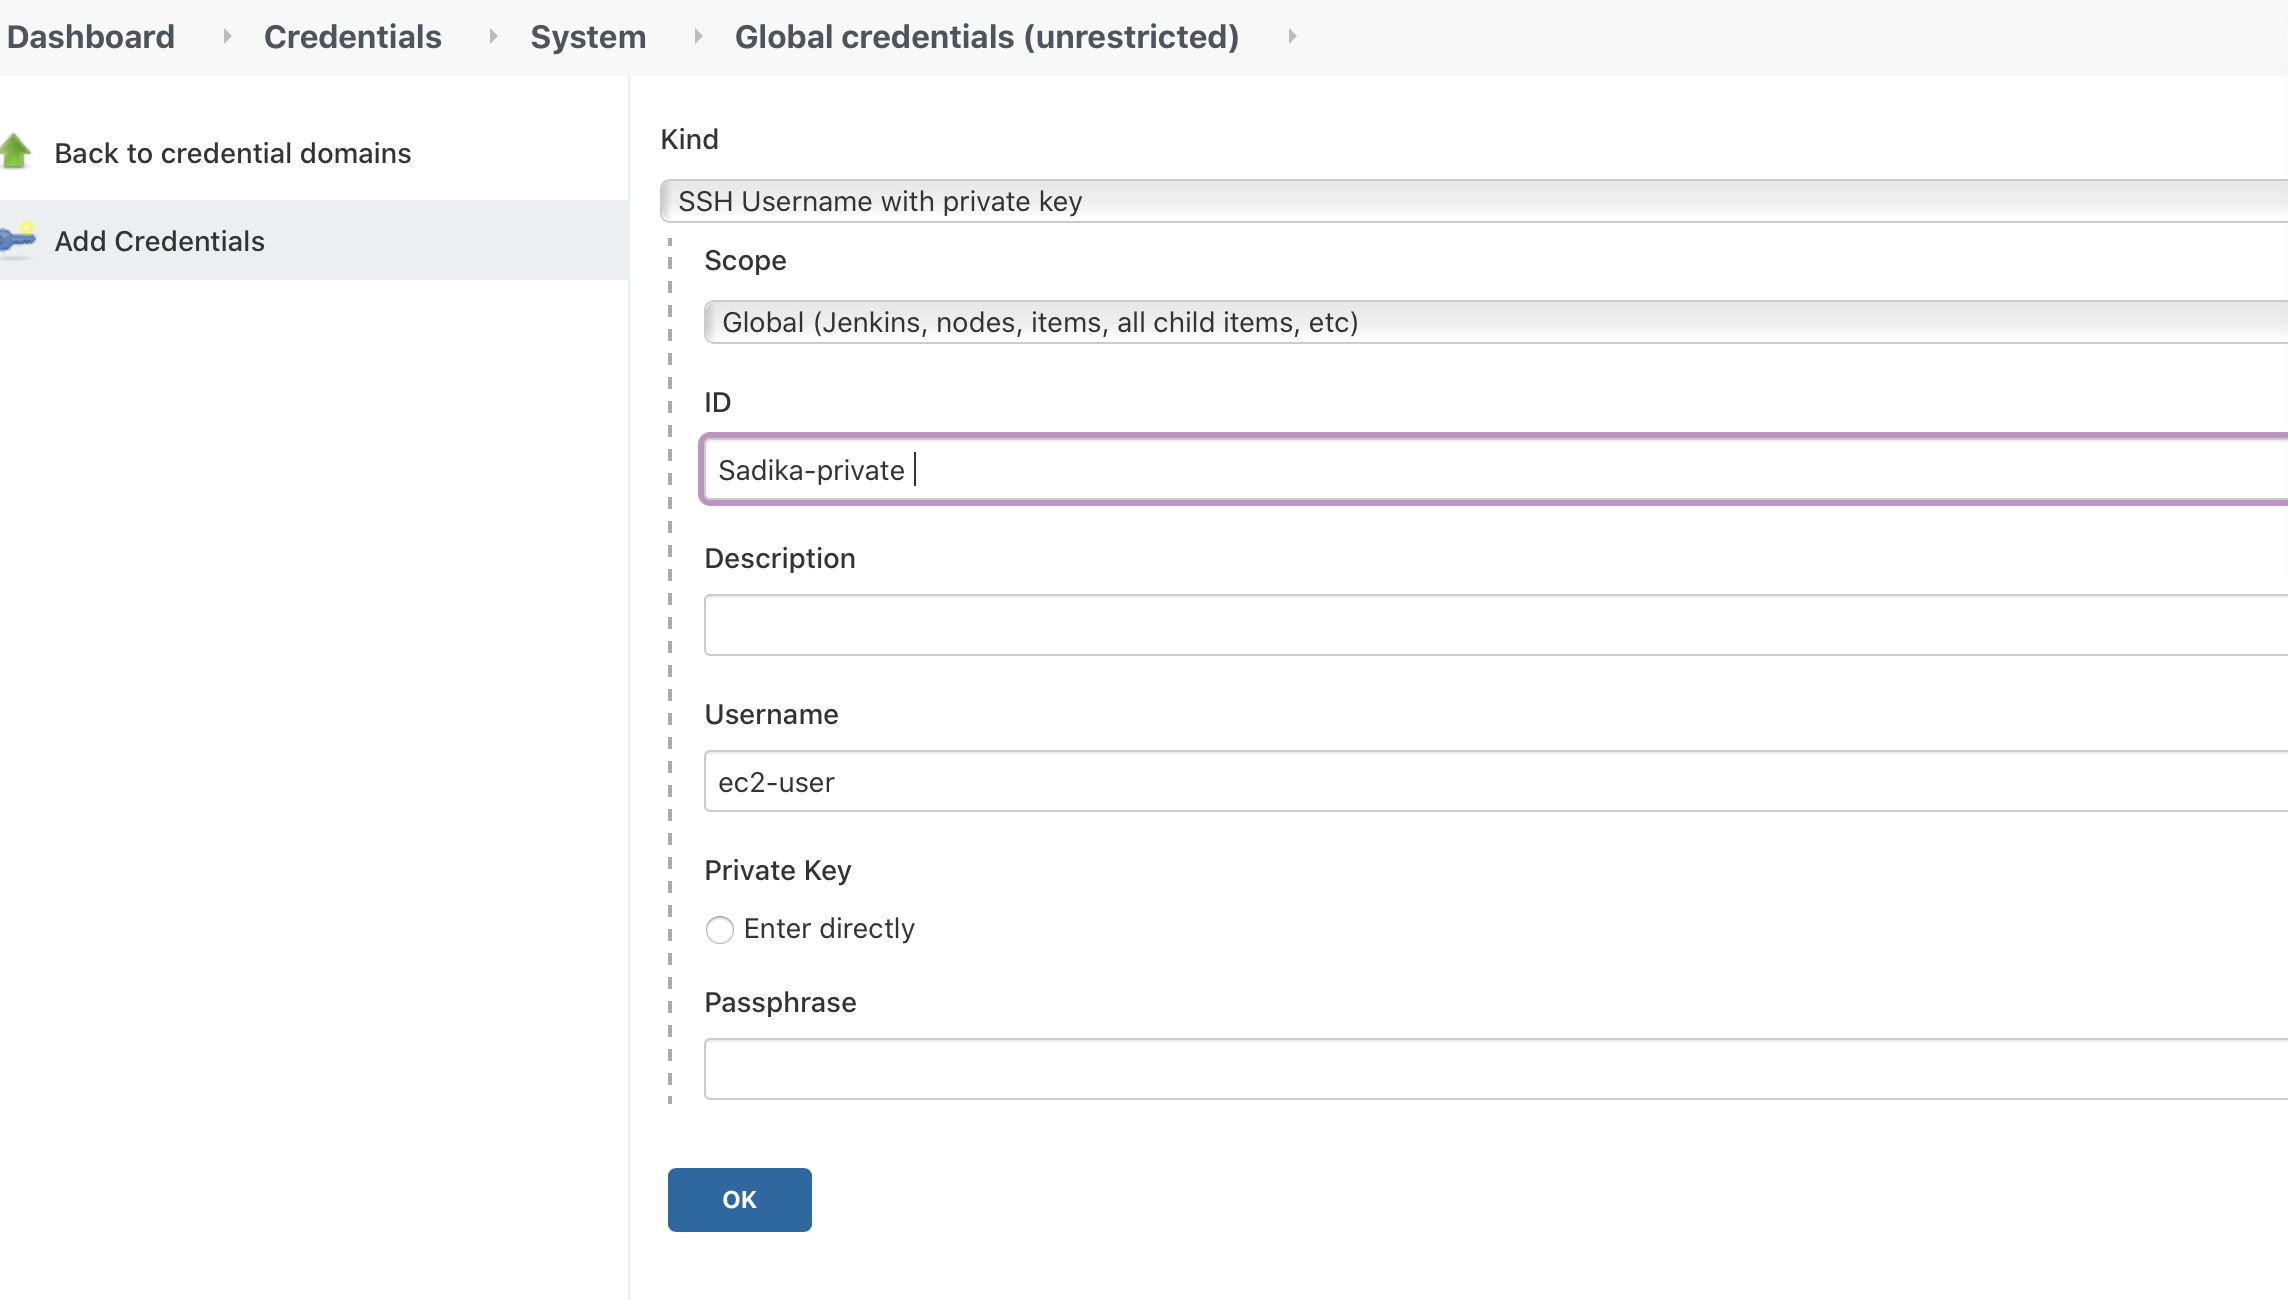 Dashboard Credentials System Global credentials (unrestricted)
Back to credential domains
Add Credentials
Kind
SSH Username with private key
Scope
Global (Jenkins, nodes, items, all child items, etc)
ID
Sadika-private
Description
Username
ec2-user
Private Key
Enter directly
Passphrase
OK